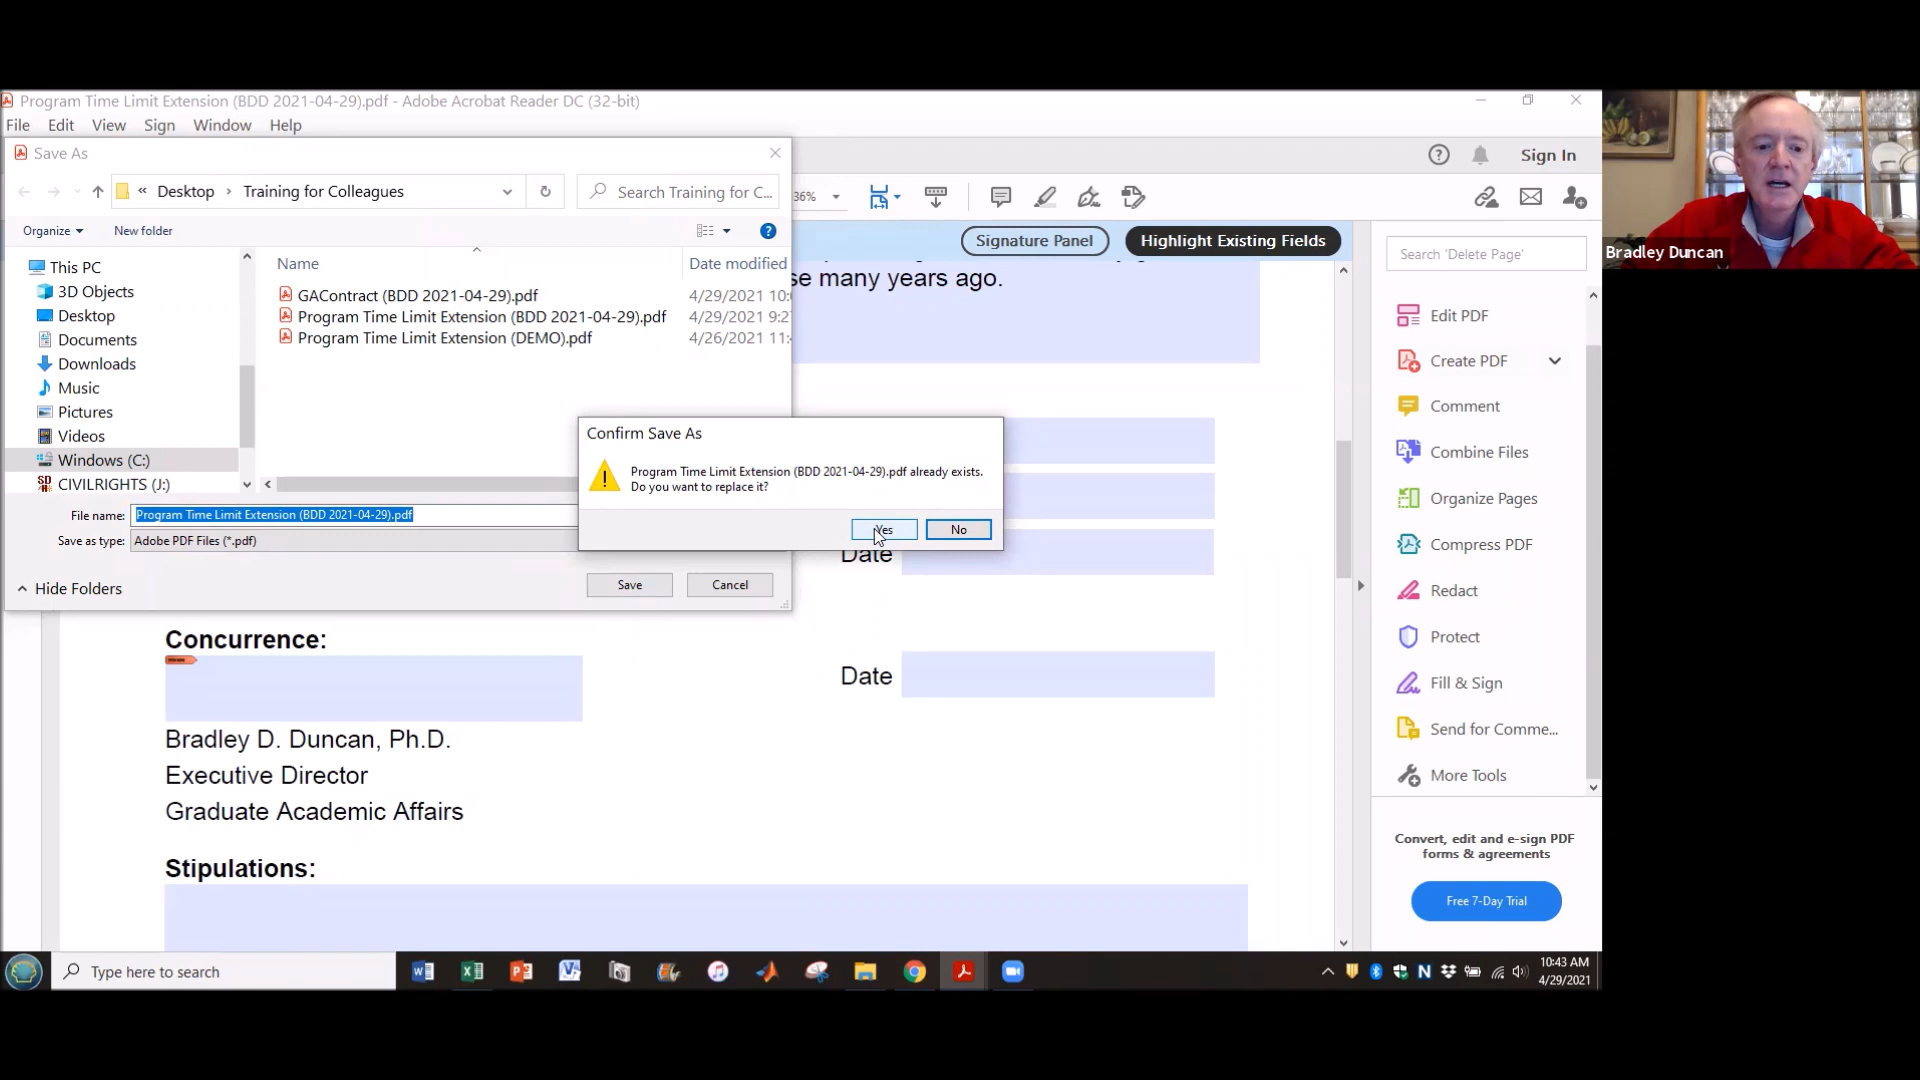 Program Time Limit Extension (BDD 2021-04-29).pdf - Adobe Acrobat Reader DC (32-bit)
File Edit View Sign Window Help
Save As
« Desktop › Training for Colleagues
Search Training for C...
Organize
New folder
This PC
3D Objects
Desktop
Documents
Downloads
Music
Pictures
Videos
Windows (C:)
CIVILRIGHTS (J:)
Name
Date modified
GAContract (BDD 2021-04-29).pdf
4/29/2021 10:
Program Time Limit Extension (BDD 2021-04-29).pdf
4/29/2021 9:2
Program Time Limit Extension (DEMO).pdf
4/26/2021 11:
File name: Program Time Limit Extension (BDD 2021-04-29).pdf
Save as type: Adobe PDF Files (*.pdf)
Hide Folders
Save
Cancel
Confirm Save As
Program Time Limit Extension (BDD 2021-04-29).pdf already exists.
Do you want to replace it?
Yes
No
36%
Sign In
Signature Panel
Highlight Existing Fields
se many years ago.
Date
Concurrence:
Date
Bradley D. Duncan, Ph.D.
Executive Director
Graduate Academic Affairs
Stipulations:
Search 'Delete Page'
Edit PDF
Create PDF
Comment
Combine Files
Organize Pages
Compress PDF
Redact
Protect
Fill & Sign
Send for Comme...
More Tools
Convert, edit and e-sign PDF
forms & agreements
Free 7-Day Trial
Bradley Duncan
Type here to search
10:43 AM
4/29/2021